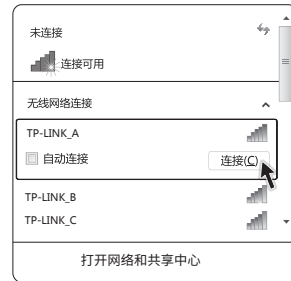 未连接
连接可用
无线网络连接
TP-LINK_A
自动连接 连接(C)
TP-LINK_B
TP-LINK_C
打开网络和共享中心